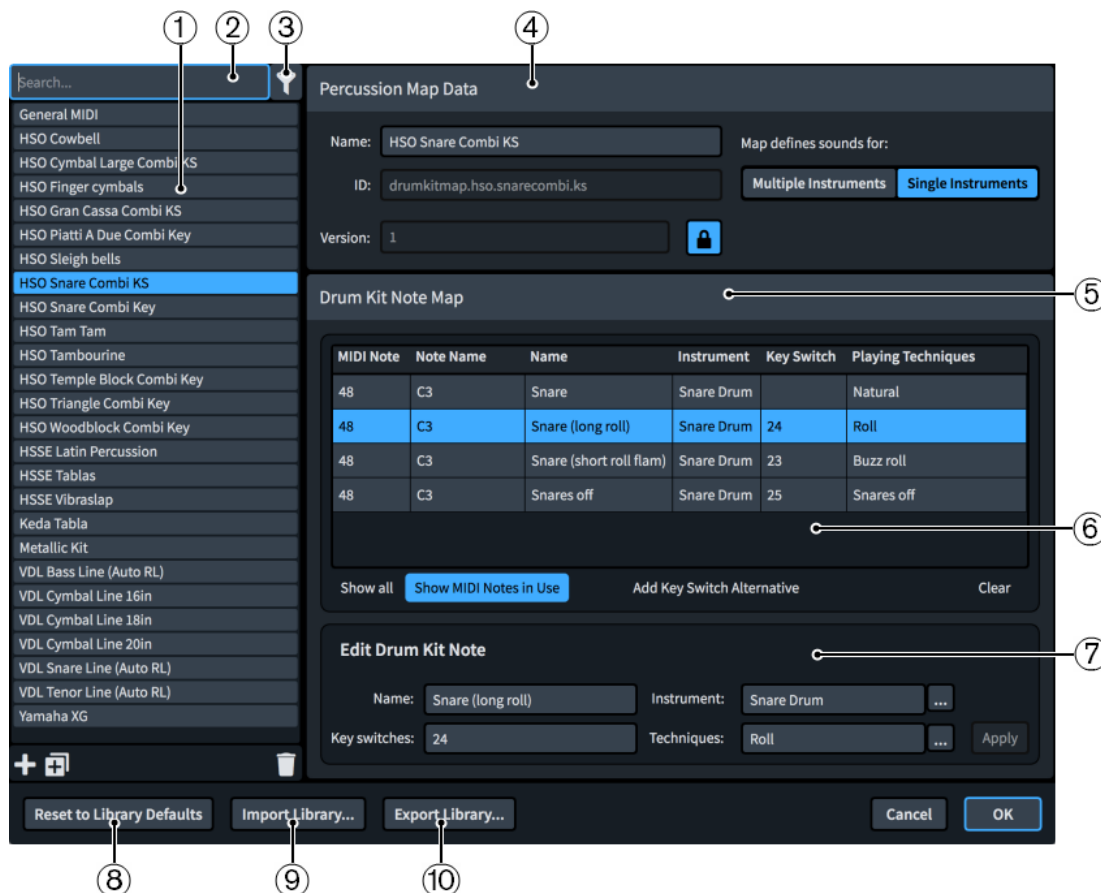 ① ② ③ ④
Search...
General MIDI
HSO Cowbell
HSO Cymbal Large Combi KS
HSO Finger cymbals
HSO Gran Cassa Combi KS
HSO Piatti A Due Combi Key
HSO Sleigh bells
HSO Snare Combi KS
HSO Snare Combi Key
HSO Tam Tam
HSO Tambourine
HSO Temple Block Combi Key
HSO Triangle Combi Key
HSO Woodblock Combi Key
HSSE Latin Percussion
HSSE Tablas
HSSE Vibraslap
Keda Tabla
Metallic Kit
VDL Bass Line (Auto RL)
VDL Cymbal Line 16in
VDL Cymbal Line 18in
VDL Cymbal Line 20in
VDL Snare Line (Auto RL)
VDL Tenor Line (Auto RL)
Yamaha XG
Percussion Map Data
Name: HSO Snare Combi KS
ID: drumkitmap.hso.snarecombi.ks
Version: 1
Map defines sounds for:
Multiple Instruments Single Instruments
Drum Kit Note Map
⑤
MIDI Note Note Name Name Instrument Key Switch Playing Techniques
48 C3 Snare Snare Drum Natural
48 C3 Snare (long roll) Snare Drum 24 Roll
48 C3 Snare (short roll flam) Snare Drum 23 Buzz roll
48 C3 Snares off Snare Drum 25 Snares off
⑥
Show all Show MIDI Notes in Use Add Key Switch Alternative Clear
Edit Drum Kit Note
⑦
Name: Snare (long roll) Instrument: Snare Drum ...
Key switches: 24 Techniques: Roll ... Apply
Reset to Library Defaults Import Library... Export Library... Cancel OK
⑧ ⑨ ⑩